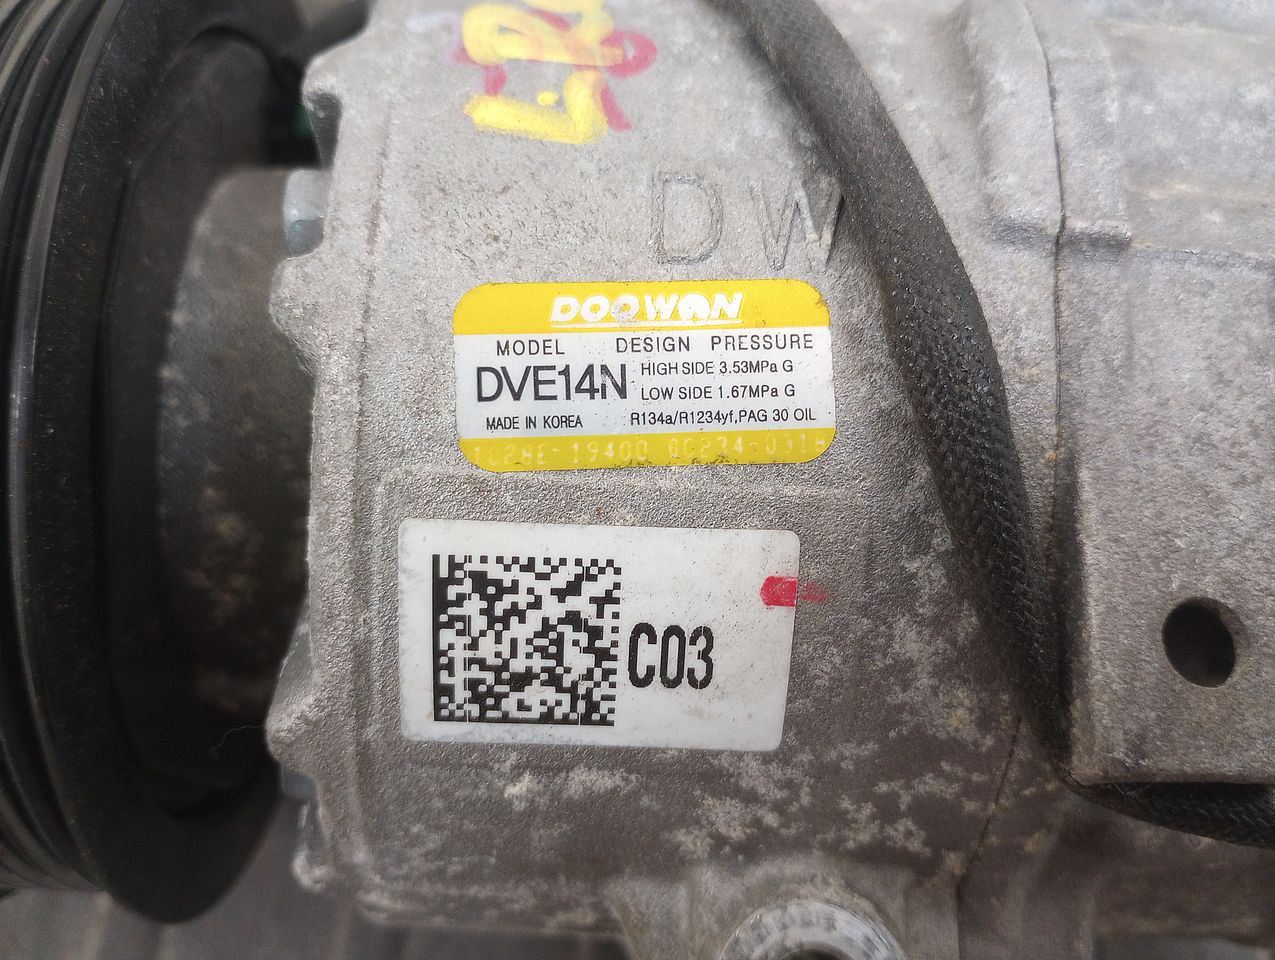 DW
DOOWON
MODEL DESIGN PRESSURE
DVE14N HIGH SIDE 3.53MPa G
LOW SIDE 1.67MPa G
MADE IN KOREA R134a/R1234yf,PAG 30 OIL
C03